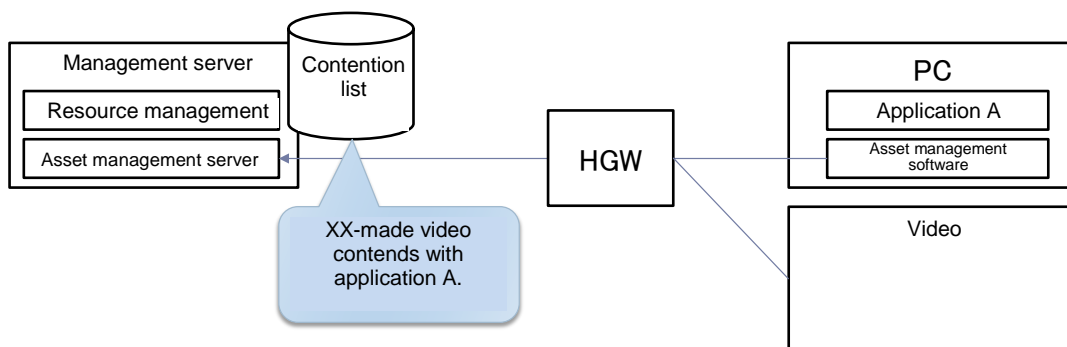 Management server
Resource management
Asset management server
Contention
list
XX-made video
contends with
application A.
HGW
PC
Application A
Asset management
software
Video